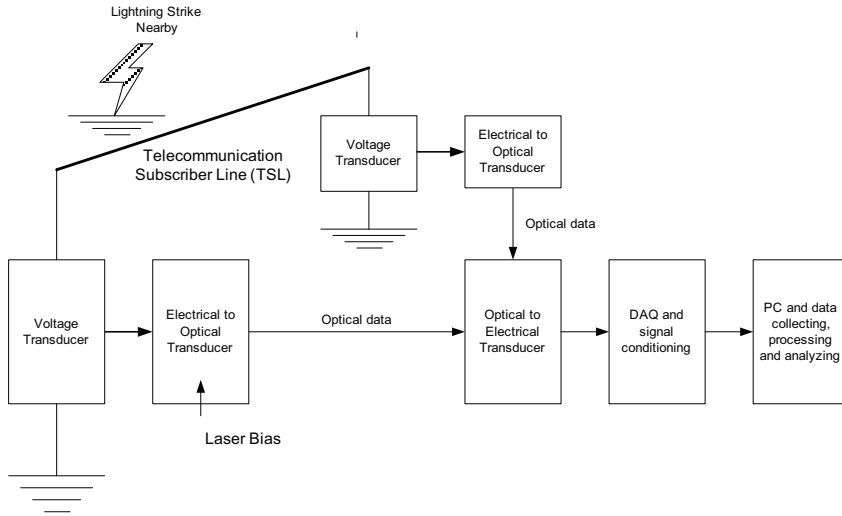 Lightning Strike
Nearby
Telecommunication
Subscriber Line (TSL)
Voltage
Transducer
Electrical to
Optical
Transducer
Optical data
Voltage
Transducer
Electrical to
Optical
Transducer
Optical data
Optical to
Electrical
Transducer
DAQ and
signal
conditioning
PC and data
collecting,
processing
and analyzing
Laser Bias